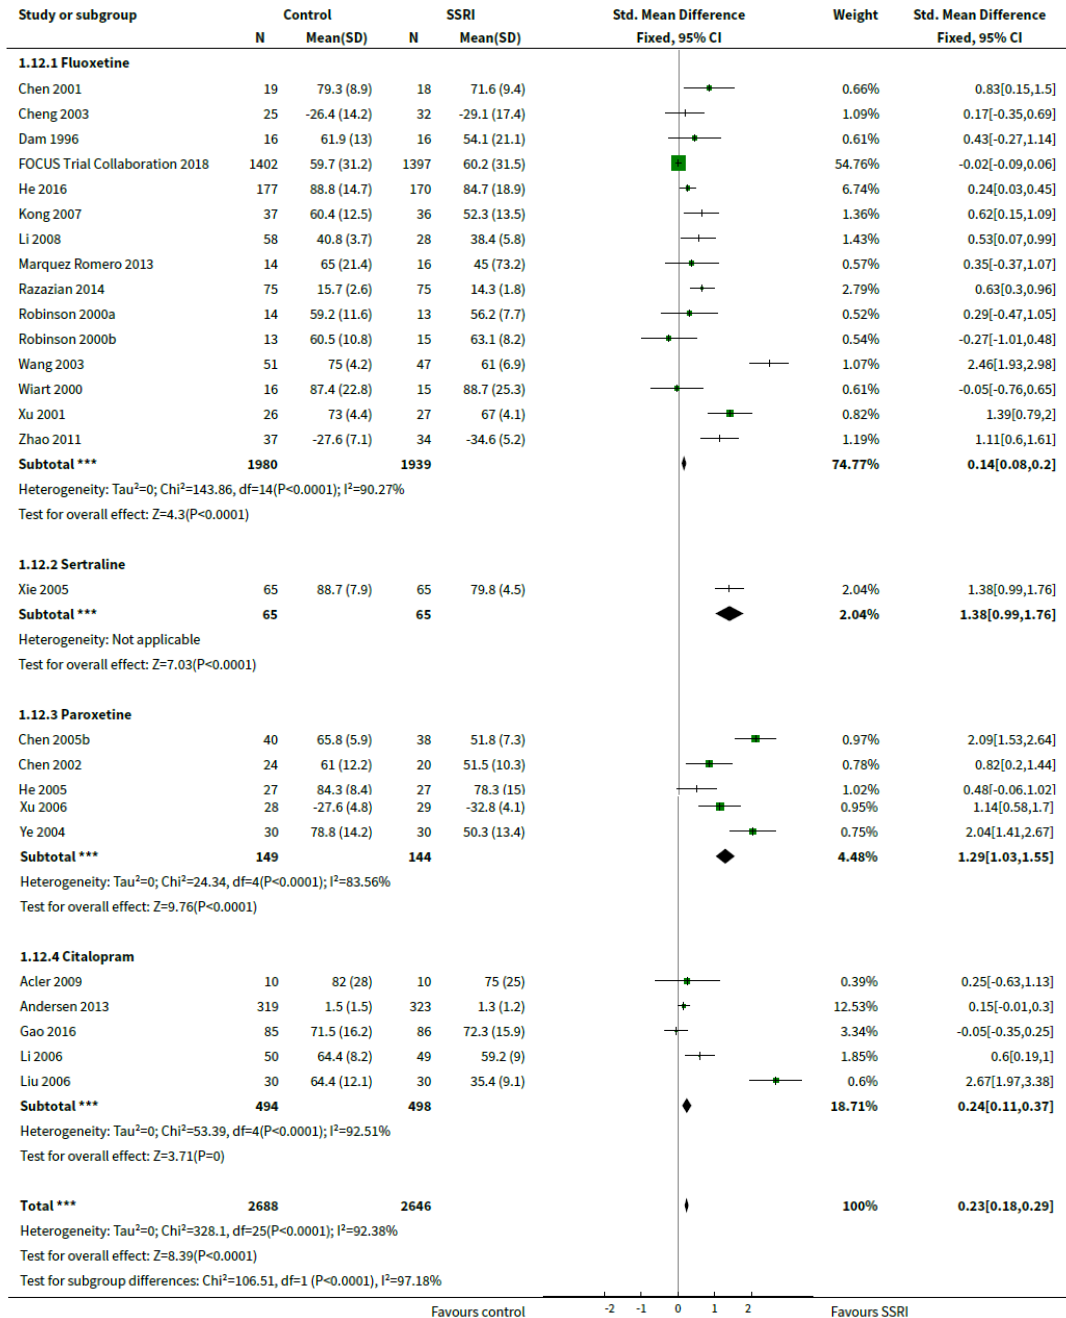 Study or subgroup Control SSRI Std. Mean Difference Weight Std. Mean Difference
N Mean(SD) N Mean(SD) Fixed, 95% CI Fixed, 95% CI
1.12.1 Fluoxetine
Chen 2001 19 79.3 (8.9) 18 71.6 (9.4) 0.66% 0.83[0.15,1.5]
Cheng 2003 25 -26.4 (14.2) 32 -29.1 (17.4) 1.09% 0.17[-0.35,0.69]
Dam 1996 16 61.9 (13) 16 54.1 (21.1) 0.61% 0.43[-0.27,1.14]
FOCUS Trial Collaboration 2018 1402 59.7 (31.2) 1397 60.2 (31.5) 54.76% -0.02[-0.09,0.06]
He 2016 177 88.8 (14.7) 170 84.7 (18.9) 6.74% 0.24[0.03,0.45]
Kong 2007 37 60.4 (12.5) 36 52.3 (13.5) 1.36% 0.62[0.15,1.09]
Li 2008 58 40.8 (3.7) 28 38.4 (5.8) 1.43% 0.53[0.07,0.99]
Marquez Romero 2013 14 65 (21.4) 16 45 (73.2) 0.57% 0.35[-0.37,1.07]
Razazian 2014 75 15.7 (2.6) 75 14.3 (1.8) 2.79% 0.63[0.3,0.96]
Robinson 2000a 14 59.2 (11.6) 13 56.2 (7.7) 0.52% 0.29[-0.47,1.05]
Robinson 2000b 13 60.5 (10.8) 15 63.1 (8.2) 0.54% -0.27[-1.01,0.48]
Wang 2003 51 75 (4.2) 47 61 (6.9) 1.07% 2.46[1.93,2.98]
Wiart 2000 16 87.4 (22.8) 15 88.7 (25.3) 0.61% -0.05[-0.76,0.65]
Xu 2001 26 73 (4.4) 27 67 (4.1) 0.82% 1.39[0.79,2]
Zhao 2011 37 -27.6 (7.1) 34 -34.6 (5.2) 1.19% 1.11[0.6,1.61]
Subtotal *** 1980 1939 74.77% 0.14[0.08,0.2]
Heterogeneity: Tau²=0; Chi²=143.86, df=14(P<0.0001); I²=90.27%
Test for overall effect: Z=4.3(P<0.0001)
1.12.2 Sertraline
Xie 2005 65 88.7 (7.9) 65 79.8 (4.5) 2.04% 1.38[0.99,1.76]
Subtotal *** 65 65 2.04% 1.38[0.99,1.76]
Heterogeneity: Not applicable
Test for overall effect: Z=7.03(P<0.0001)
1.12.3 Paroxetine
Chen 2005b 40 65.8 (5.9) 38 51.8 (7.3) 0.97% 2.09[1.53,2.64]
Chen 2002 24 61 (12.2) 20 51.5 (10.3) 0.78% 0.82[0.2,1.44]
He 2005 27 84.3 (8.4) 27 78.3 (15) 1.02% 0.48[-0.06,1.02]
Xu 2006 28 -27.6 (4.8) 29 -32.8 (4.1) 0.95% 1.14[0.58,1.7]
Ye 2004 30 78.8 (14.2) 30 50.3 (13.4) 0.75% 2.04[1.41,2.67]
Subtotal *** 149 144 4.48% 1.29[1.03,1.55]
Heterogeneity: Tau²=0; Chi²=24.34, df=4(P<0.0001); I²=83.56%
Test for overall effect: Z=9.76(P<0.0001)
1.12.4 Citalopram
Acler 2009 10 82 (28) 10 75 (25) 0.39% 0.25[-0.63,1.13]
Andersen 2013 319 1.5 (1.5) 323 1.3 (1.2) 12.53% 0.15[-0.01,0.3]
Gao 2016 85 71.5 (16.2) 86 72.3 (15.9) 3.34% -0.05[-0.35,0.25]
Li 2006 50 64.4 (8.2) 49 59.2 (9) 1.85% 0.6[0.19,1]
Liu 2006 30 64.4 (12.1) 30 35.4 (9.1) 0.6% 2.67[1.97,3.38]
Subtotal *** 494 498 18.71% 0.24[0.11,0.37]
Heterogeneity: Tau²=0; Chi²=53.39, df=4(P<0.0001); I²=92.51%
Test for overall effect: Z=3.71(P=0)
Total *** 2688 2646 100% 0.23[0.18,0.29]
Heterogeneity: Tau²=0; Chi²=328.1, df=25(P<0.0001); I²=92.38%
Test for overall effect: Z=8.39(P<0.0001)
Test for subgroup differences: Chi²=106.51, df=1 (P<0.0001), I²=97.18%
Favours control -2 -1 0 1 2 Favours SSRI